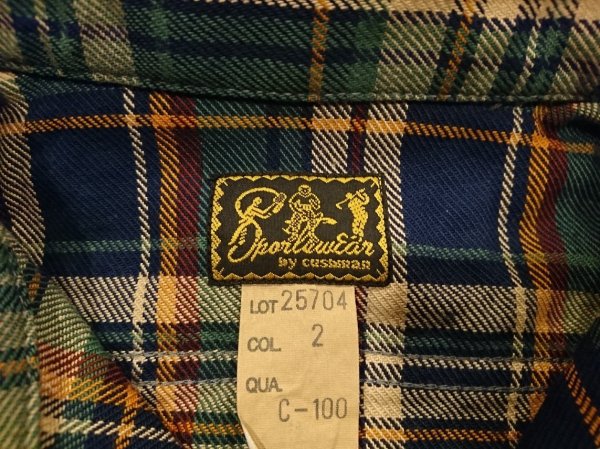 Sportswear
by cushman
LOT 25704
COL. 2
QUA.
C-100